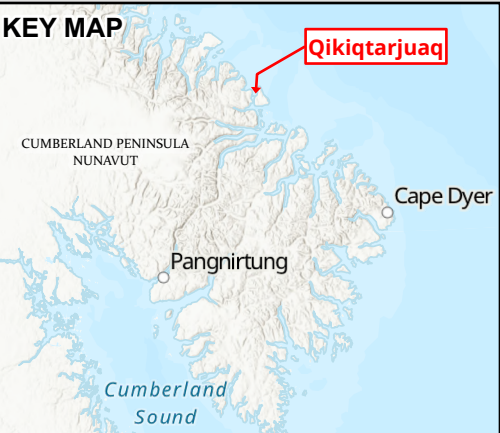 KEY MAP
Qikiqtarjuaq
CUMBERLAND PENINSULA
NUNAVUT
Cape Dyer
Pangnirtung
Cumberland
Sound